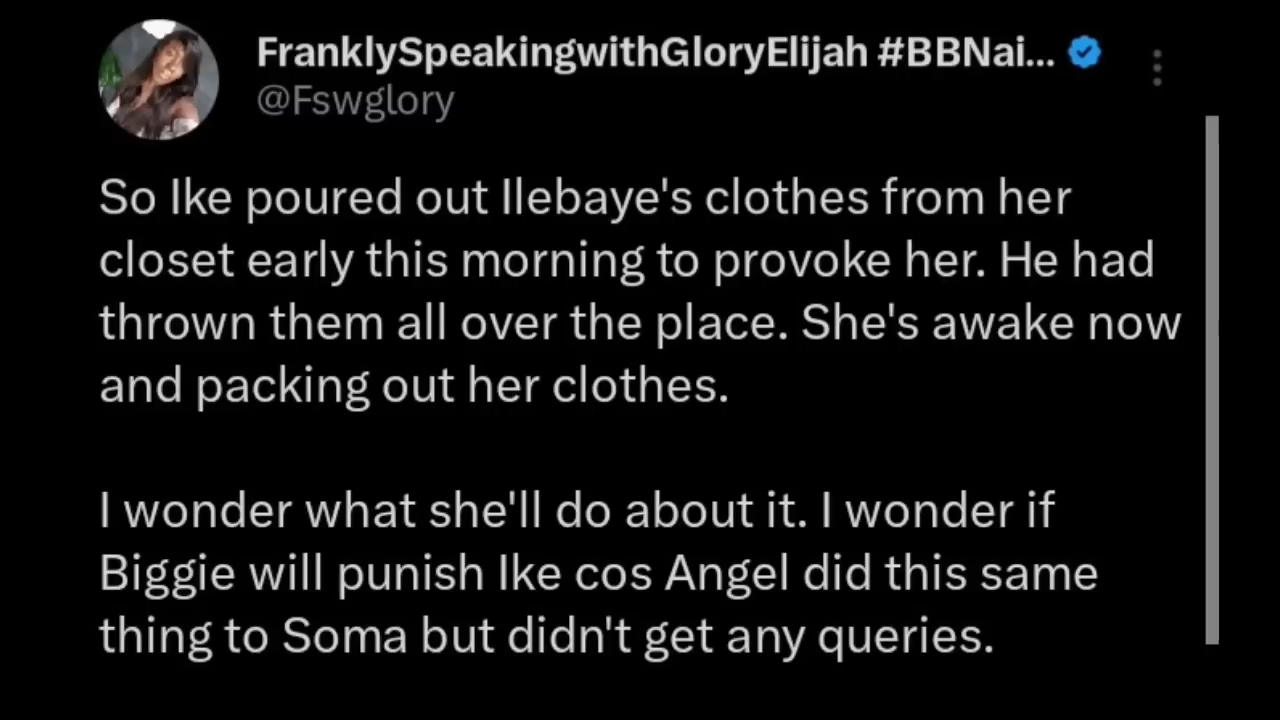 FranklySpeakingwithGloryElijah #BBNai...
@Fswglory
So Ike poured out Ilebaye's clothes from her
closet early this morning to provoke her. He had
thrown them all over the place. She's awake now
and packing out her clothes.
I wonder what she'll do about it. I wonder if
Biggie will punish Ike cos Angel did this same
thing to Soma but didn't get any queries.